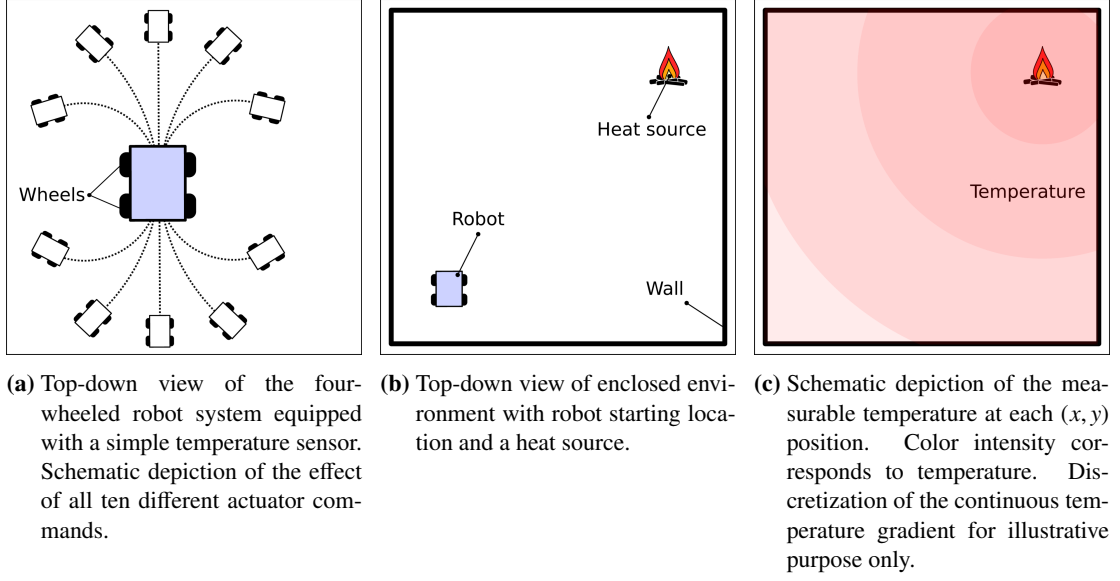 Wheels
Robot
Heat source
Wall
Temperature
(a) Top-down view of the four-
wheeled robot system equipped
with a simple temperature sensor.
Schematic depiction of the effect
of all ten different actuator com-
mands.
(b) Top-down view of enclosed envi-
ronment with robot starting loca-
tion and a heat source.
(c) Schematic depiction of the mea-
surable temperature at each (x, y)
position. Color intensity cor-
responds to temperature. Dis-
cretization of the continuous tem-
perature gradient for illustrative
purpose only.